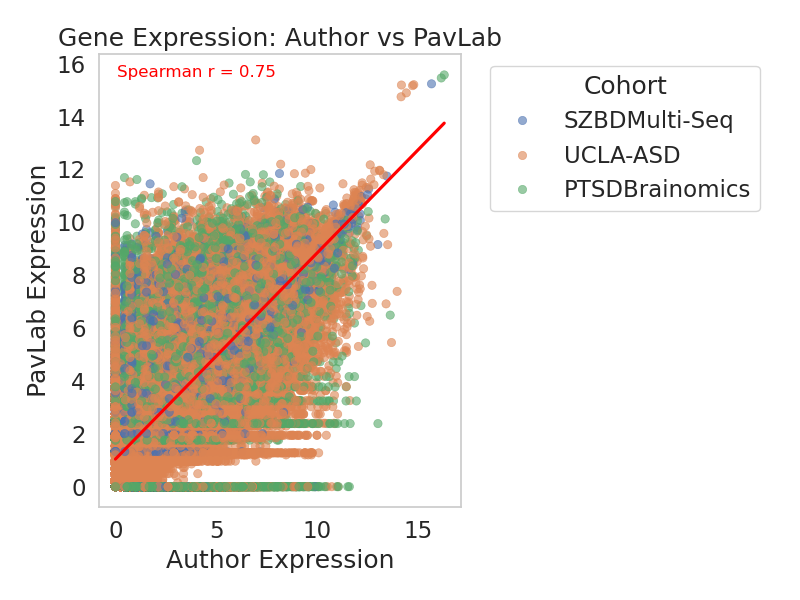 Gene Expression: Author vs PavLab
Spearman r = 0.75
16
14
12
10
8
6
4
2
0
PavLab Expression
0 5 10 15
Author Expression
Cohort
SZBDMulti-Seq
UCLA-ASD
PTSDBrainomics